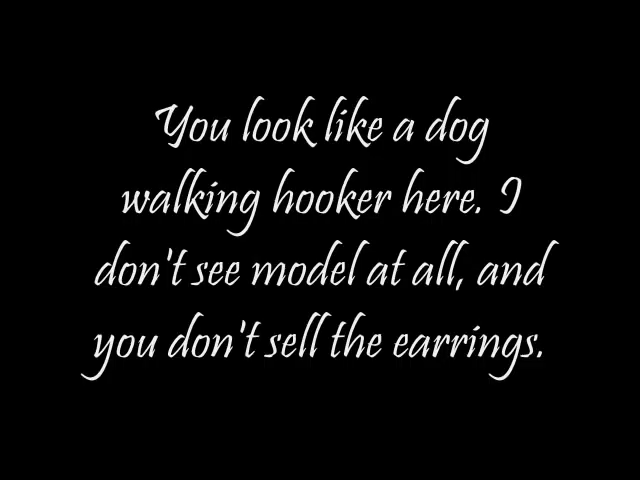 You look like a dog
walking hooker here. I
don't see model at all, and
you don't sell the earrings.